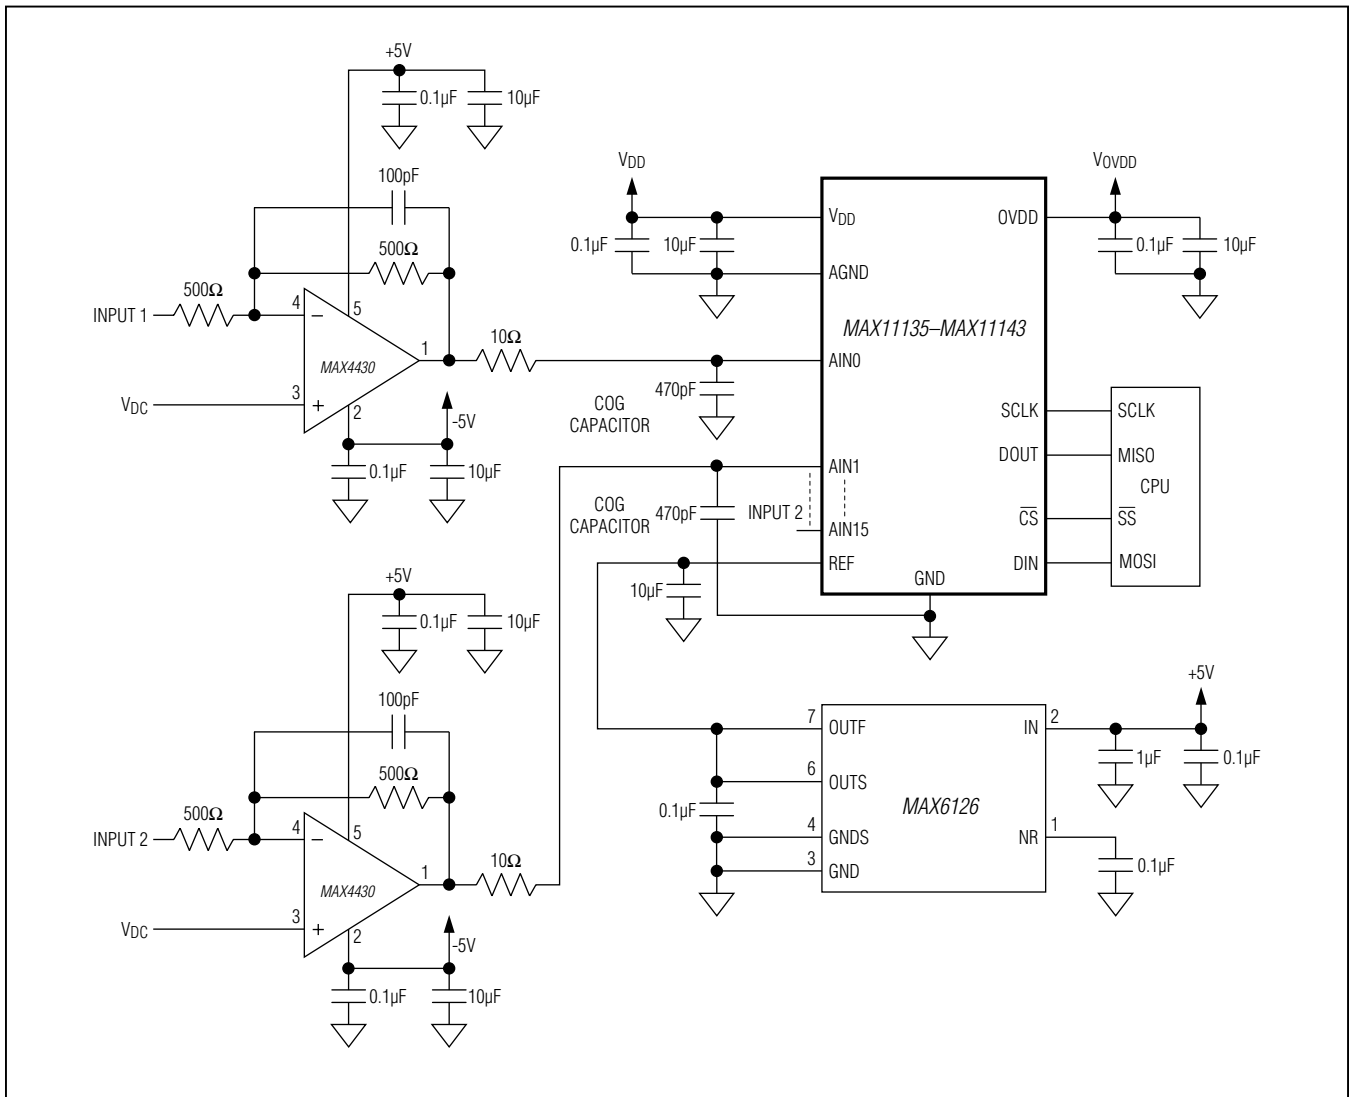 +5V
0.1µF
10µF
100pF
500Ω
500Ω
INPUT 1
4
5
−
MAX4430
1
10Ω
VDC
3
+
2
-5V
0.1µF
10µF
COG
CAPACITOR
470pF
VDD
0.1µF
10µF
VDD
AGND
MAX11135–MAX11143
AIN0
AIN1
INPUT 2
AIN15
REF
GND
OVDD
SCLK
DOUT
CS
DIN
VOVDD
0.1µF
10µF
SCLK
MISO
CPU
SS
MOSI
COG
CAPACITOR
470pF
10µF
+5V
0.1µF
10µF
100pF
500Ω
500Ω
INPUT 2
4
5
−
MAX4430
1
10Ω
VDC
3
+
2
-5V
0.1µF
10µF
7
OUTF
6
OUTS
0.1µF
4
GNDS
3
GND
MAX6126
IN
2
NR
1
+5V
1µF
0.1µF
0.1µF